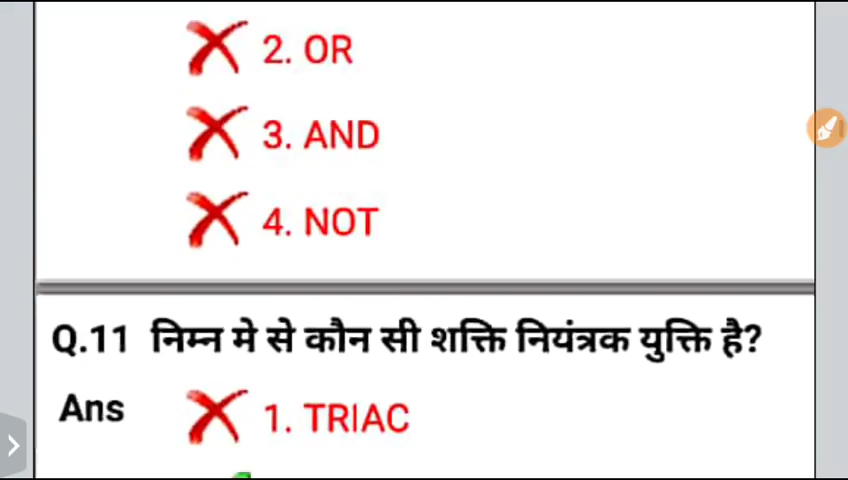 2. OR
3. AND
4. NOT
Q.11 निम्न मे से कौन सी शक्ति नियंत्रक युक्ति है?
Ans 1. TRIAC